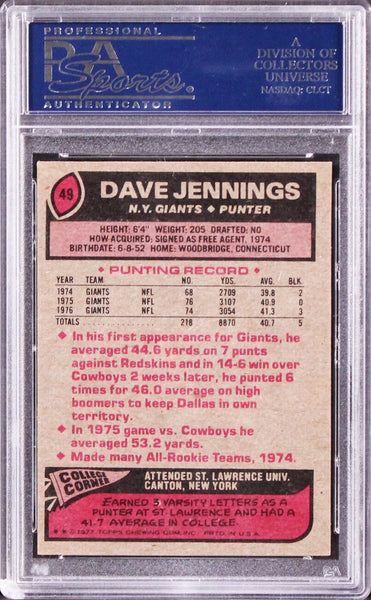 PROFESSIONAL
PSA
Sports.
AUTHENTICATOR
A
DIVISION OF
COLLECTORS
UNIVERSE
NASDAQ: CLCT
49
DAVE JENNINGS
N.Y. GIANTS ♦ PUNTER
HEIGHT: 6'4" WEIGHT: 205 DRAFTED: NO
HOW ACQUIRED: SIGNED AS FREE AGENT, 1974
BIRTHDATE: 6-8-52 HOME: WOODBRIDGE, CONNECTICUT
♦ PUNTING RECORD ♦
YEAR TEAM NO. YDS. AVG. BLK.
1974 GIANTS NFL 68 2709 39.8 2
1975 GIANTS NFL 76 3107 40.9 0
1976 GIANTS NFL 74 3054 41.3 3
TOTALS 218 8870 40.7 5
♦ In his first appearance for Giants, he
averaged 44.6 yards on 7 punts
against Redskins and in 14-6 win over
Cowboys 2 weeks later, he punted 6
times for 46.0 average on high
boomers to keep Dallas in own
territory.
♦ In 1975 game vs. Cowboys he
averaged 53.2 yards.
♦ Made many All-Rookie Teams, 1974.
COLLEGE
CORNER
ATTENDED ST. LAWRENCE UNIV.
CANTON, NEW YORK
EARNED 3 VARSITY LETTERS AS A
PUNTER AT ST. LAWRENCE AND HAD A
41.7 AVERAGE IN COLLEGE.
© 1977 TOPPS CHEWING GUM, INC. PRTD. IN U.S.A.